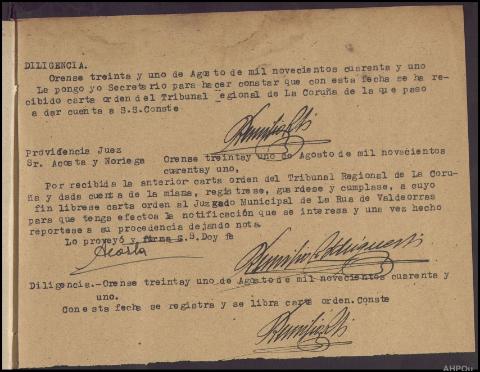 DILIGENCIA.
Orense treinta y uno de Agosto de mil novecientos cuarenta y uno
Le pongo yo Secretario para hacer constar que con esta fecha se ha re-
cibido carta orden del Tribunal egional de La Coruña de la que paso
a dar cuenta a S.S. Conste
Providencia Juez
Sr. Acosta y Noriega Orense treintay uno de Agosto de mil novecientos
cuarentay uno,
Por recibida la anterior carta orden del Tribunal Regional de La Coru-
ña y dada cuenta de la misma, registrese, guardese y cumplase, a cuyo
fin librese carta orden al Juzgado Municipal de La Rua de Valdeorras
para que tenga efectos la notificación que se interesa y una vez hecho
reportese a su procedencia dejando nota.
Lo proveyó y firma S.S. Doy fe
Acosta
Diligencia.-Orense treintay uno de Agosto de mil novecientos cuarenta y
uno.
Con esta fecha se registra y se libra carta orden. Conste
AHPOu